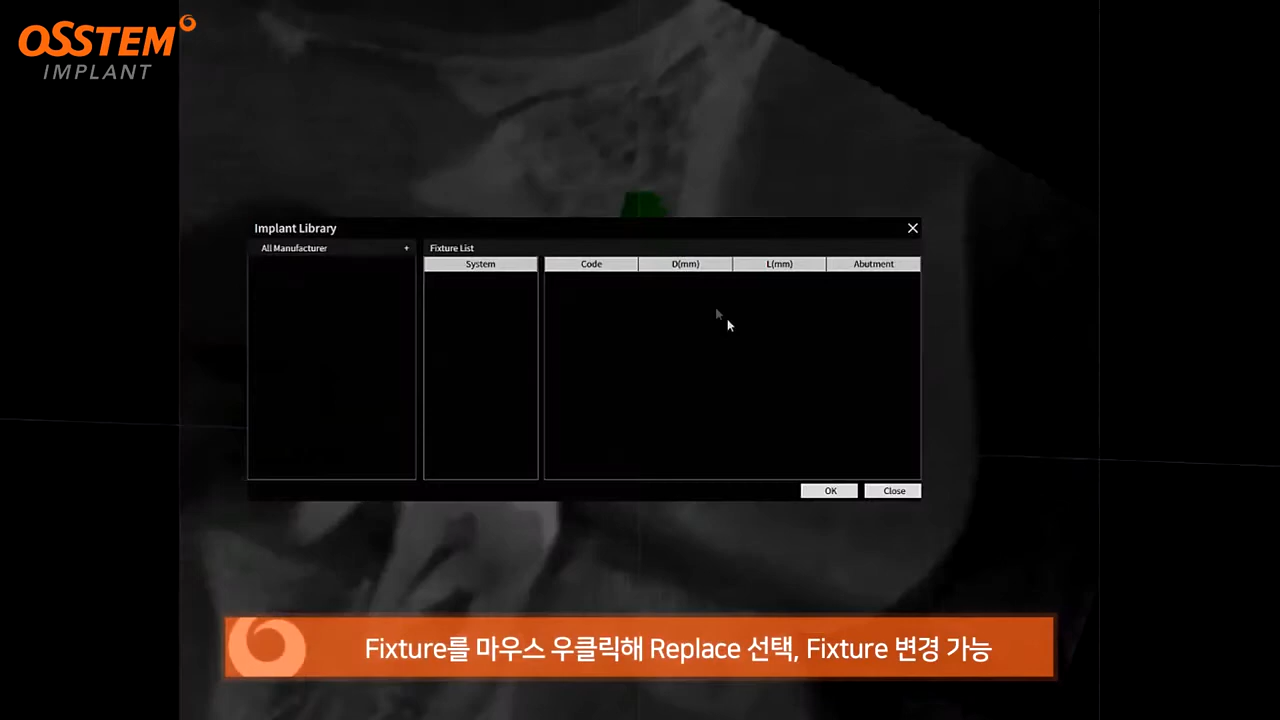 OSSTEM
IMPLANT
Implant Library
All Manufacturer +
Fixture List
System
Code
D(mm)
L(mm)
Abutment
OK
Close
Fixture를 마우스 우클릭해 Replace 선택, Fixture 변경 가능